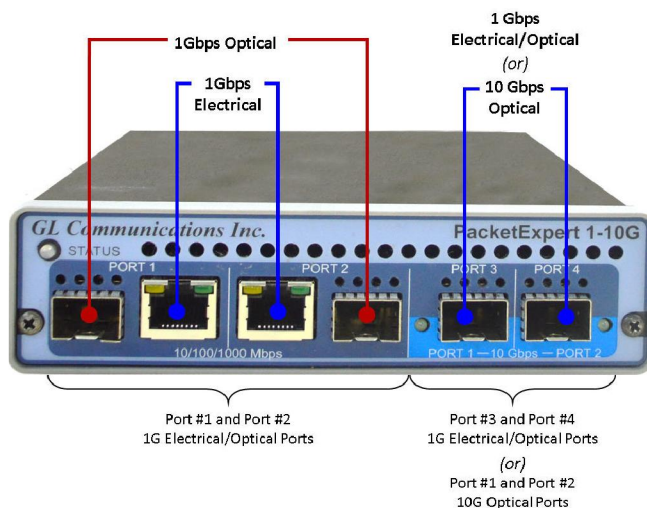 1Gbps Optical
1Gbps
Electrical
1 Gbps
Electrical/Optical
(or)
10 Gbps
Optical
GL Communications Inc.
PacketExpert 1-10G
STATUS
PORT 1
PORT 2
PORT 3
PORT 4
10/100/1000 Mbps
PORT 1 — 10 Gbps — PORT 2
Port #1 and Port #2
1G Electrical/Optical Ports
Port #3 and Port #4
1G Electrical/Optical Ports
(or)
Port #1 and Port #2
10G Optical Ports